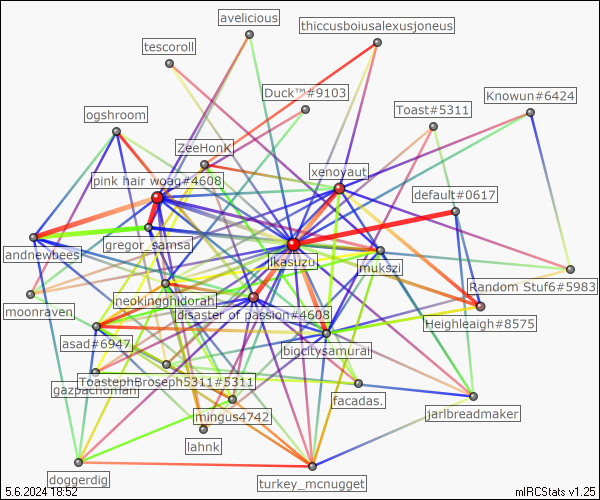 avelicious
thiccusboiusalexusjoneus
tescoroll
Duck™#9103
Knowun#6424
Toast#5311
ogshroom
ZeeHonK
xenoyaut
pink hair woag#4608
default#0617
gregor_samsa
andnewbees
ikasuzu
mukszi
Random Stuf6#5983
neokingghidorah
moonraven
disaster of passion#4608
Heighleaigh#8575
asad#6947
bigcitysamurai
ToastephBroseph5311#5311
gazpachoman
facadas.
mingus4742
jarlbreadmaker
lahnk
doggerdig
turkey_mcnugget
5.6.2024 18:52
mIRCStats v1.25